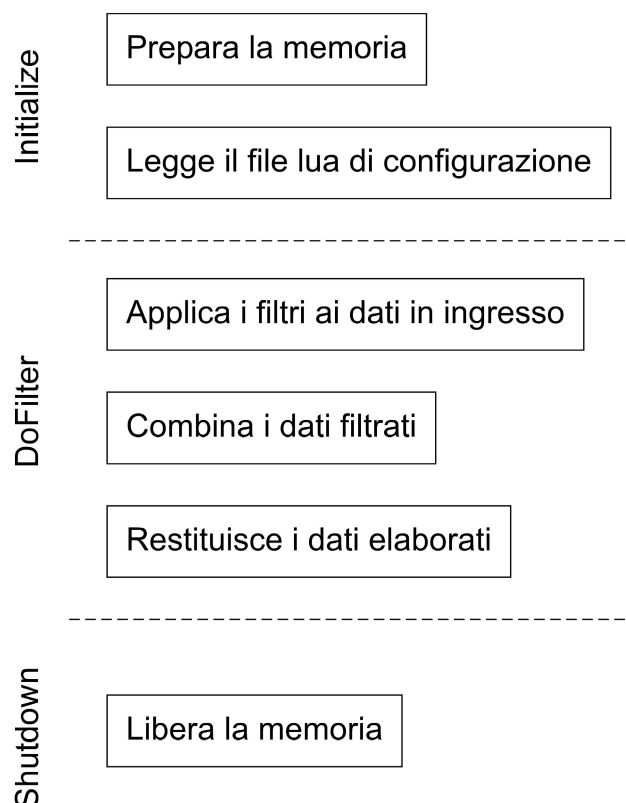 Initialize
Prepara la memoria
Legge il file lua di configurazione
DoFilter
Applica i filtri ai dati in ingresso
Combina i dati filtrati
Restituisce i dati elaborati
Shutdown
Libera la memoria